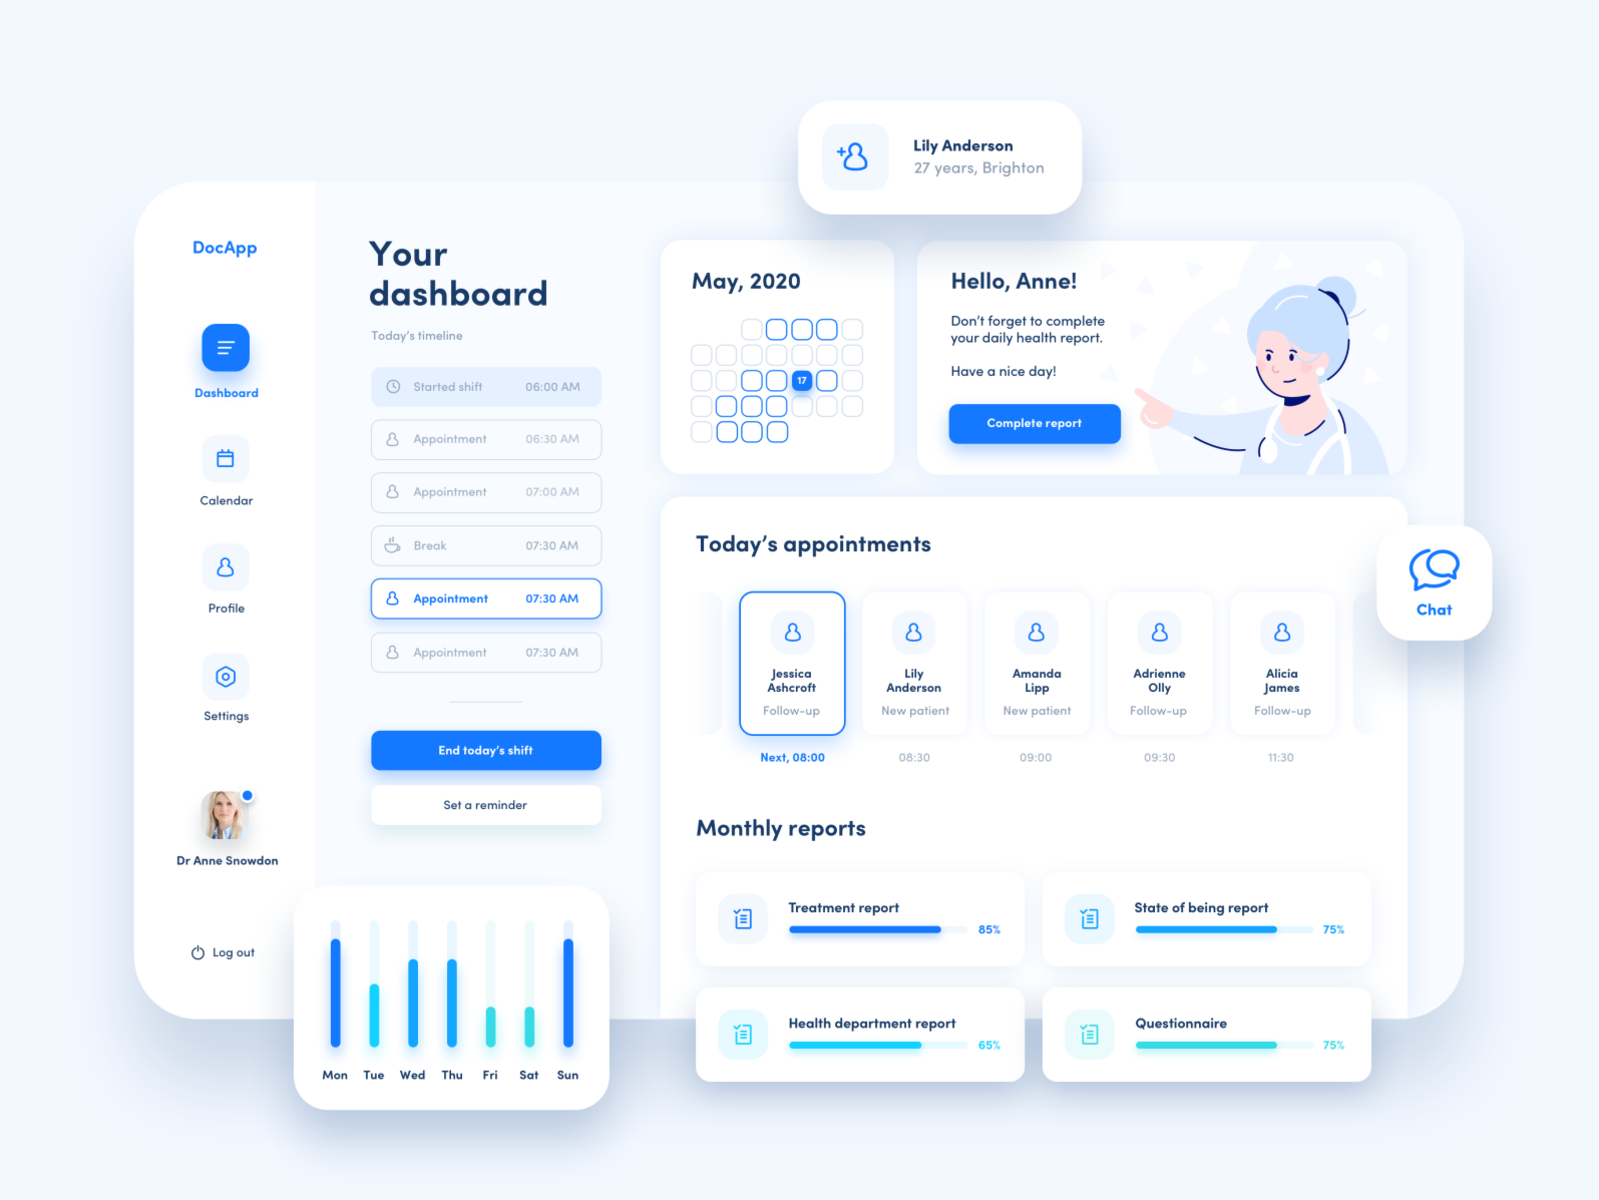 Lily Anderson
27 years, Brighton
DocApp
Dashboard
Calendar
Profile
Settings
Dr Anne Snowdon
Log out
Your
dashboard
Today's timeline
Started shift 06:00 AM
Appointment 06:30 AM
Appointment 07:00 AM
Break 07:30 AM
Appointment 07:30 AM
Appointment 07:30 AM
End today's shift
Set a reminder
Mon Tue Wed Thu Fri Sat Sun
May, 2020
17
Hello, Anne!
Don't forget to complete
your daily health report.
Have a nice day!
Complete report
Chat
Today's appointments
Jessica
Ashcroft
Follow-up
Next, 08:00
Lily
Anderson
New patient
08:30
Amanda
Lipp
New patient
09:00
Adrienne
Olly
Follow-up
09:30
Alicia
James
Follow-up
11:30
Monthly reports
Treatment report
85%
State of being report
75%
Health department report
65%
Questionnaire
75%